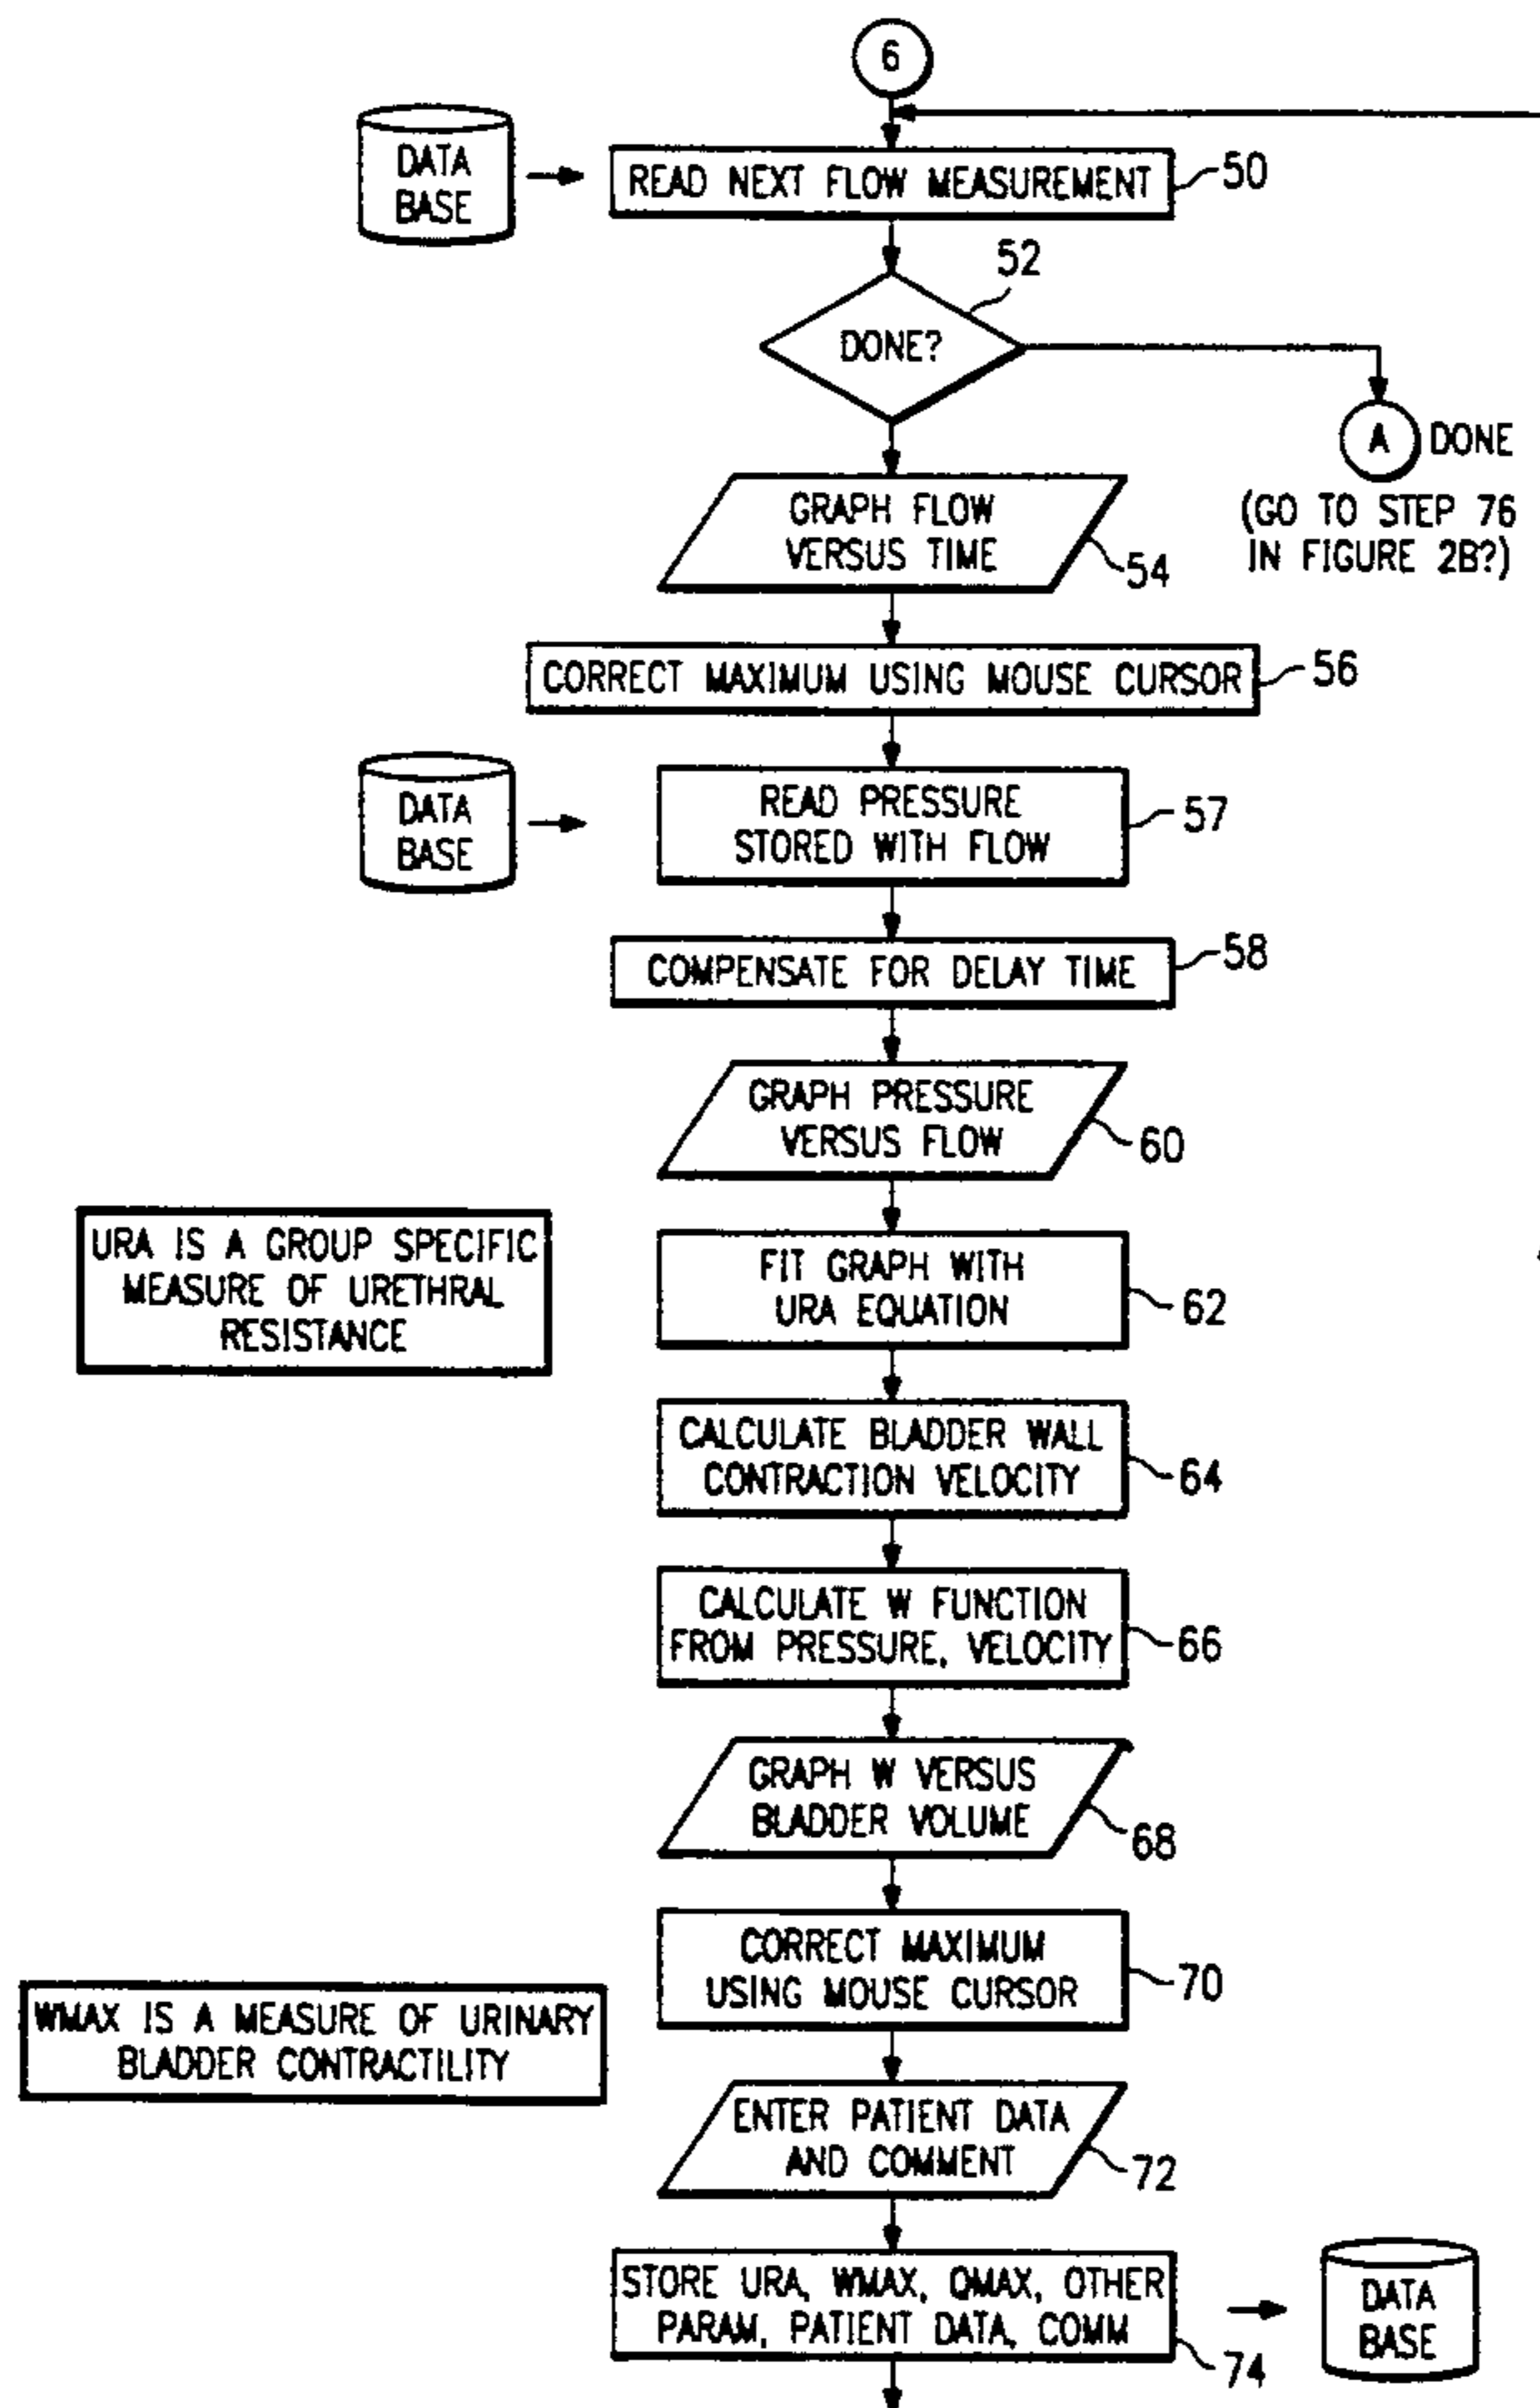 6
DATA
BASE
READ NEXT FLOW MEASUREMENT
50
52
DONE?
A DONE
(GO TO STEP 76
IN FIGURE 2B?)
GRAPH FLOW
VERSUS TIME
54
CORRECT MAXIMUM USING MOUSE CURSOR
56
DATA
BASE
READ PRESSURE
STORED WITH FLOW
57
COMPENSATE FOR DELAY TIME
58
GRAPH PRESSURE
VERSUS FLOW
60
URA IS A GROUP SPECIFIC
MEASURE OF URETHRAL
RESISTANCE
FIT GRAPH WITH
URA EQUATION
62
CALCULATE BLADDER WALL
CONTRACTION VELOCITY
64
CALCULATE W FUNCTION
FROM PRESSURE, VELOCITY
66
GRAPH W VERSUS
BLADDER VOLUME
68
CORRECT MAXIMUM
USING MOUSE CURSOR
70
WMAX IS A MEASURE OF URINARY
BLADDER CONTRACTILITY
ENTER PATIENT DATA
AND COMMENT
72
STORE URA, WMAX, QMAX, OTHER
PARAM, PATIENT DATA, COMM
74
DATA
BASE